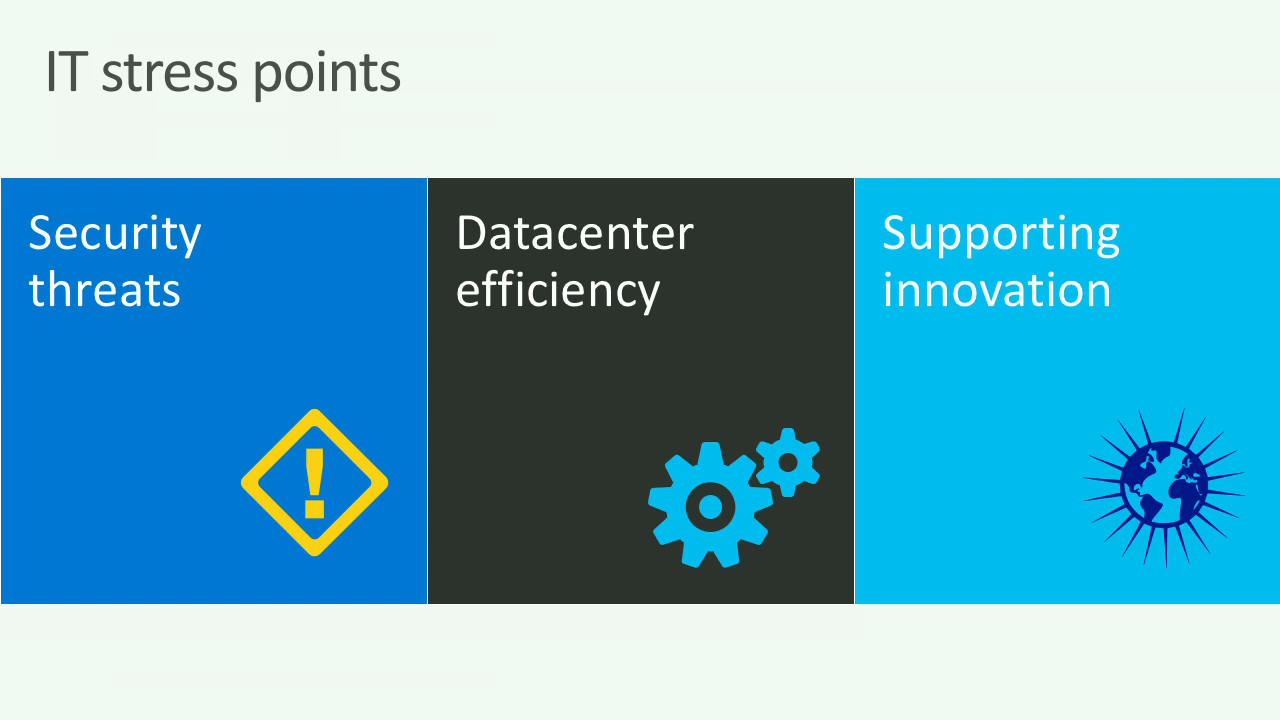 IT stress points
Security
threats
Datacenter
efficiency
Supporting
innovation